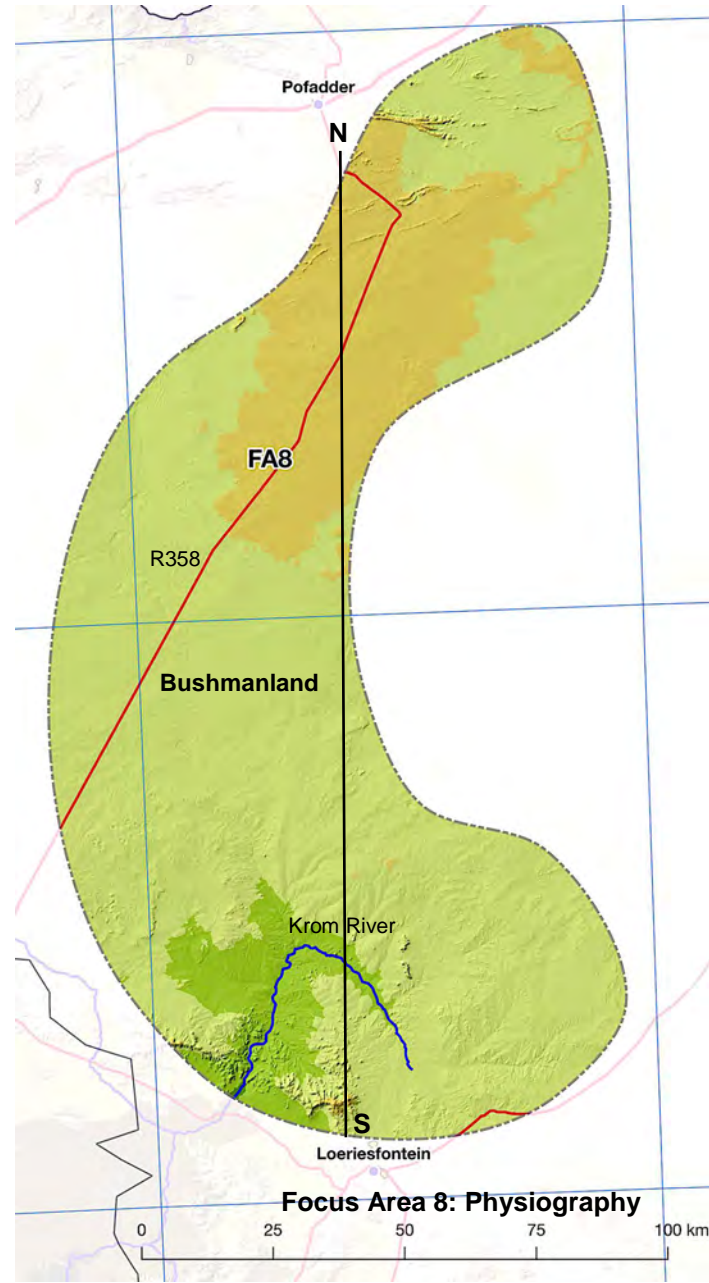 Pofadder
N
FA8
R358
Bushmanland
Krom River
S
Loeriesfontein
Focus Area 8: Physiography
0 25 50 75 100 km